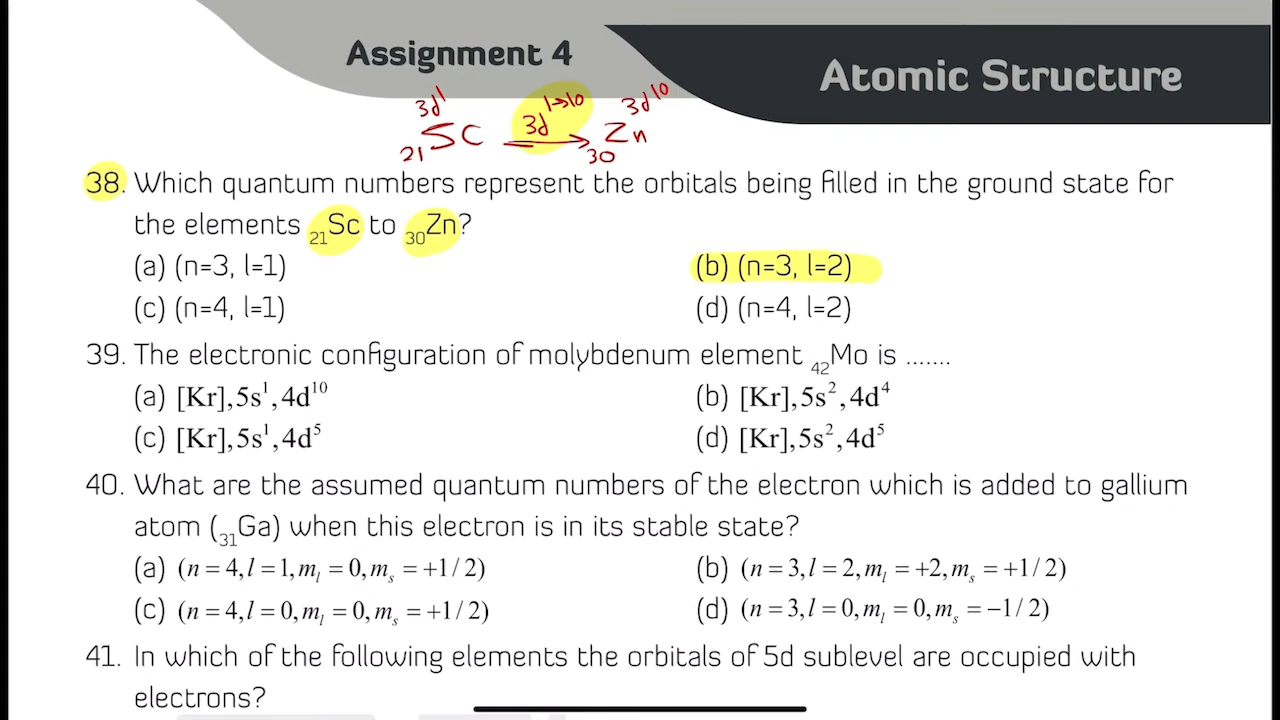 Assignment 4
Atomic Structure
3d¹ 3d¹→¹⁰ 3d¹⁰
₂₁Sc → ₃₀Zn
38. Which quantum numbers represent the orbitals being filled in the ground state for
the elements ₂₁Sc to ₃₀Zn?
(a) (n=3, l=1) (b) (n=3, l=2)
(c) (n=4, l=1) (d) (n=4, l=2)
39. The electronic configuration of molybdenum element ₄₂Mo is .......
(a) [Kr],5s¹,4d¹⁰ (b) [Kr],5s²,4d⁴
(c) [Kr],5s¹,4d⁵ (d) [Kr],5s²,4d⁵
40. What are the assumed quantum numbers of the electron which is added to gallium
atom (₃₁Ga) when this electron is in its stable state?
(a) (n = 4, l = 1, mₗ = 0, mₛ = +1/2) (b) (n = 3, l = 2, mₗ = +2, mₛ = +1/2)
(c) (n = 4, l = 0, mₗ = 0, mₛ = +1/2) (d) (n = 3, l = 0, mₗ = 0, mₛ = −1/2)
41. In which of the following elements the orbitals of 5d sublevel are occupied with
electrons?